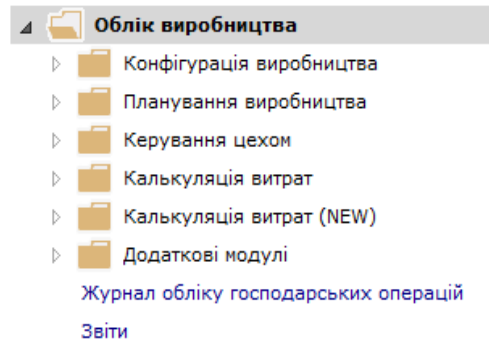 Облік виробництва
Конфігурація виробництва
Планування виробництва
Керування цехом
Калькуляція витрат
Калькуляція витрат (NEW)
Додаткові модулі
Журнал обліку господарських операцій
Звіти